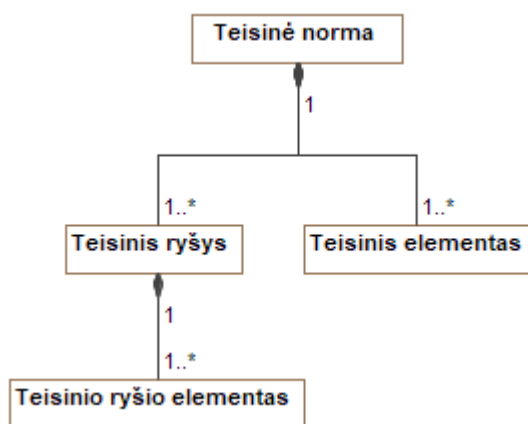 Teisinė norma
1
1..*
1..*
Teisinis ryšys
Teisinis elementas
1
1..*
Teisinio ryšio elementas